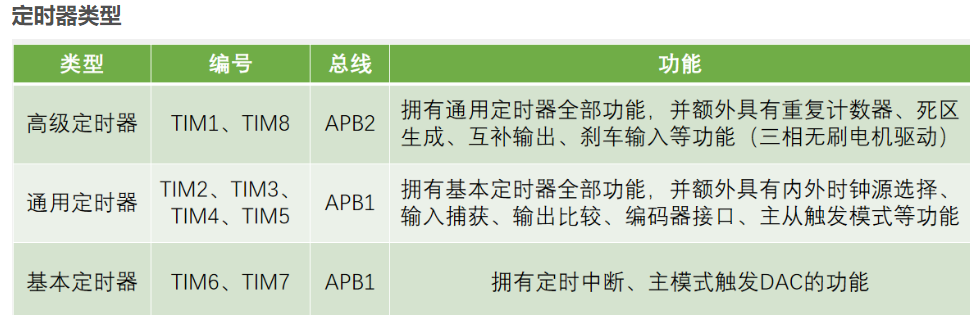 定时器类型
类型 编号 总线 功能
高级定时器 TIM1、TIM8 APB2 拥有通用定时器全部功能，并额外具有重复计数器、死区
生成、互补输出、刹车输入等功能（三相无刷电机驱动）
通用定时器 TIM2、TIM3、
TIM4、TIM5 APB1 拥有基本定时器全部功能，并额外具有内外时钟源选择、
输入捕获、输出比较、编码器接口、主从触发模式等功能
基本定时器 TIM6、TIM7 APB1 拥有定时中断、主模式触发DAC的功能